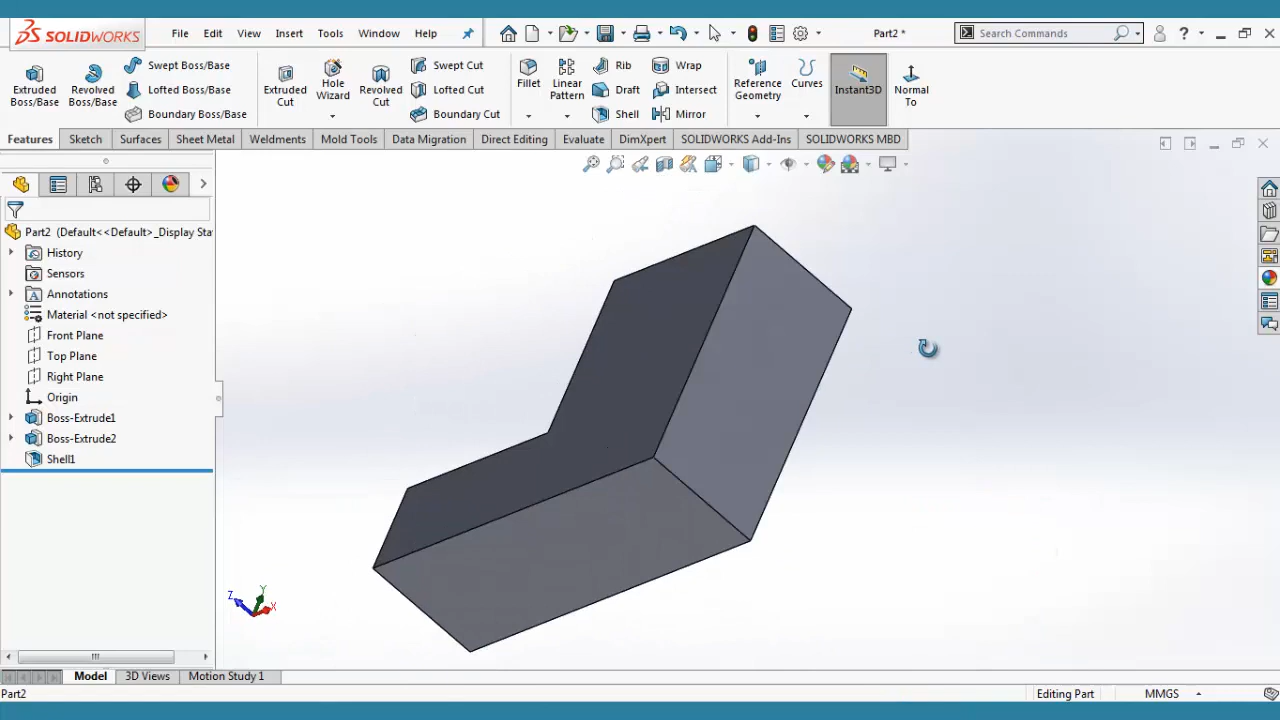 SOLIDWORKS File Edit View Insert Tools Window Help Part2 * Search Commands ?
Extruded Boss/Base
Revolved Boss/Base
Swept Boss/Base
Lofted Boss/Base
Boundary Boss/Base
Extruded Cut
Hole Wizard
Revolved Cut
Swept Cut
Lofted Cut
Boundary Cut
Fillet
Linear Pattern
Rib
Draft
Shell
Wrap
Intersect
Mirror
Reference Geometry
Curves
Instant3D
Normal To
Features Sketch Surfaces Sheet Metal Weldments Mold Tools Data Migration Direct Editing Evaluate DimXpert SOLIDWORKS Add-Ins SOLIDWORKS MBD
Part2 (Default<<Default>_Display Sta
History
Sensors
Annotations
Material <not specified>
Front Plane
Top Plane
Right Plane
Origin
Boss-Extrude1
Boss-Extrude2
Shell1
Z Y X
Model 3D Views Motion Study 1
Part2 Editing Part MMGS